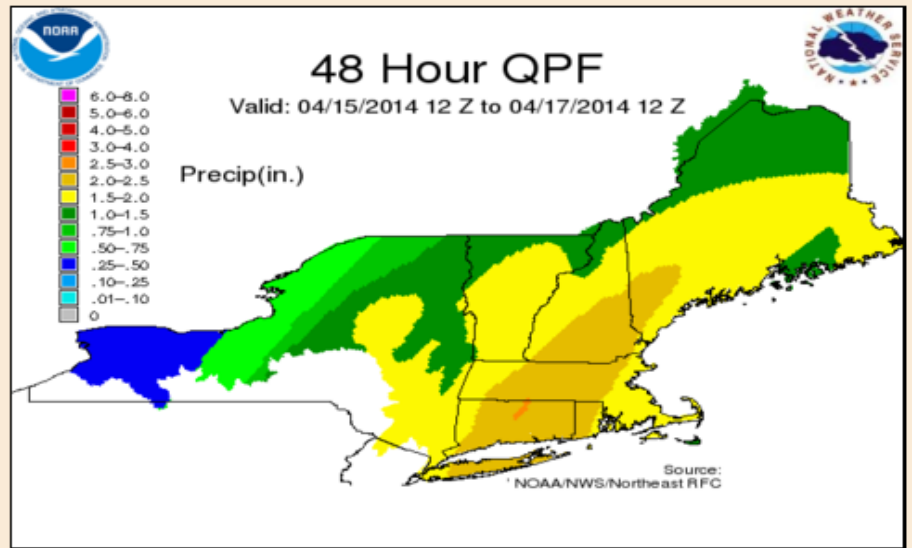 NOAA
NATIONAL WEATHER SERVICE
48 Hour QPF
Valid: 04/15/2014 12 Z to 04/17/2014 12 Z
Precip(in.)
6.0-8.0
5.0-6.0
4.0-5.0
3.0-4.0
2.5-3.0
2.0-2.5
1.5-2.0
1.0-1.5
.75-1.0
.50-.75
.25-.50
.10-.25
.01-.10
0
Source:
NOAA/NWS/Northeast RFC